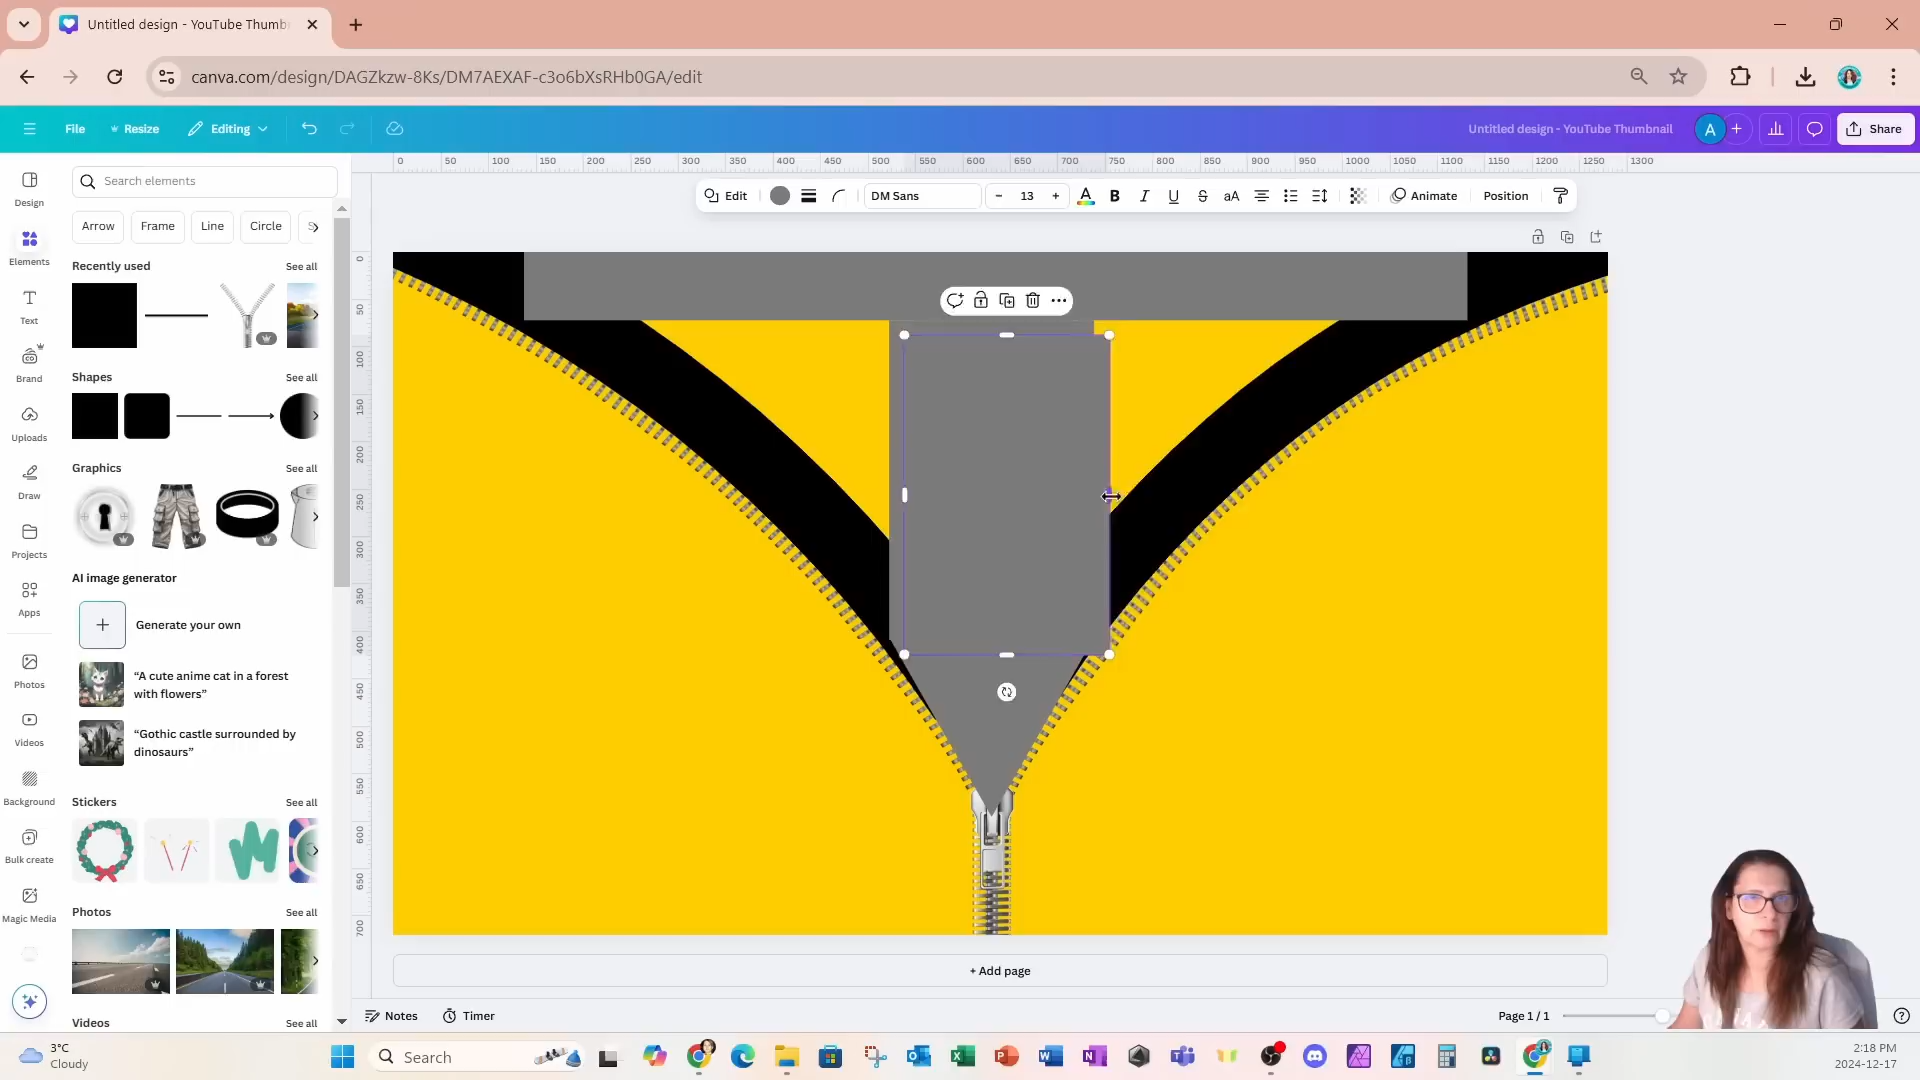 Untitled design - YouTube Thumb
canva.com/design/DAGZkzw-8Ks/DM7AEXAF-c3o6bXsRHb0GA/edit
File
Resize
Editing
Untitled design - YouTube Thumbnail
A
Share
0 50 100 150 200 250 300 350 400 450 500 550 600 650 700 750 800 850 900 950 1000 1050 1100 1150 1200 1250 1300
Design
Elements
Text
Brand
Uploads
Draw
Projects
Apps
Photos
Videos
Background
Bulk create
Magic Media
Search elements
Arrow
Frame
Line
Circle
Recently used
See all
Shapes
See all
Graphics
See all
AI image generator
Generate your own
“A cute anime cat in a forest
with flowers”
“Gothic castle surrounded by
dinosaurs”
Stickers
See all
Photos
See all
Videos
See all
Edit
DM Sans
13
A
B
I
U
S
aA
Animate
Position
0
50
100
150
200
250
300
350
400
450
500
550
600
650
700
+ Add page
Notes
Timer
Page 1 / 1
3°C
Cloudy
Search
2:18 PM
2024-12-17